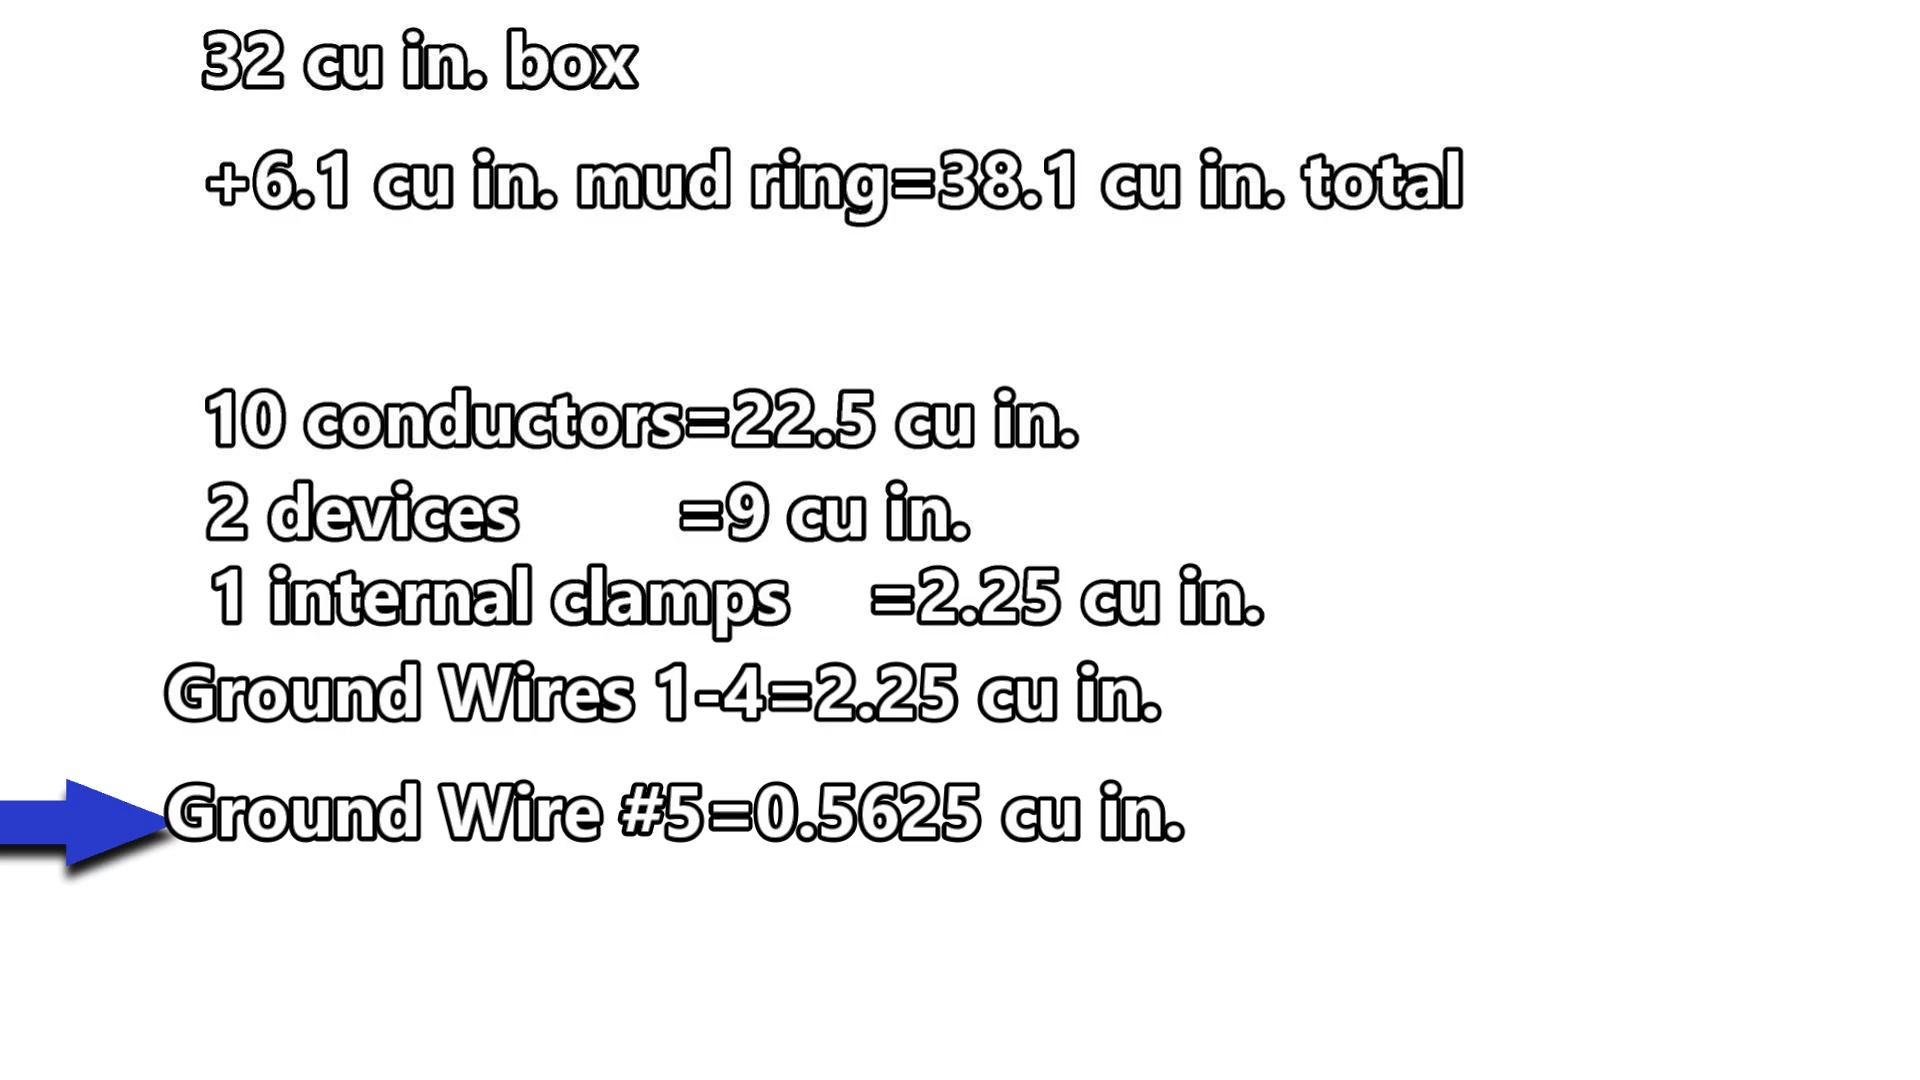 32 cu in. box
+6.1 cu in. mud ring=38.1 cu in. total
10 conductors=22.5 cu in.
2 devices =9 cu in.
1 internal clamps =2.25 cu in.
Ground Wires 1-4=2.25 cu in.
Ground Wire #5=0.5625 cu in.